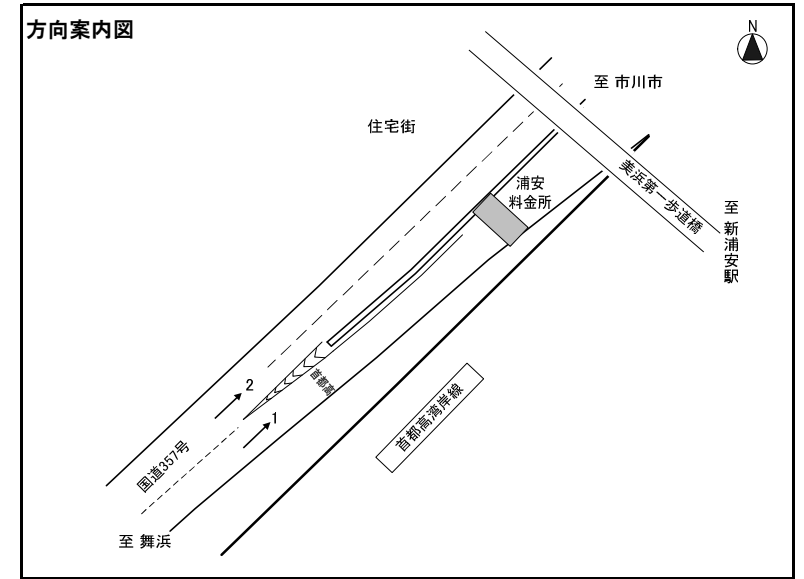 方向案内図
N
至 市川市
住宅街
浦安
料金所
美浜第一歩道橋
至 新浦安駅
2
首都高
1
首都高湾岸線
国道357号
至 舞浜